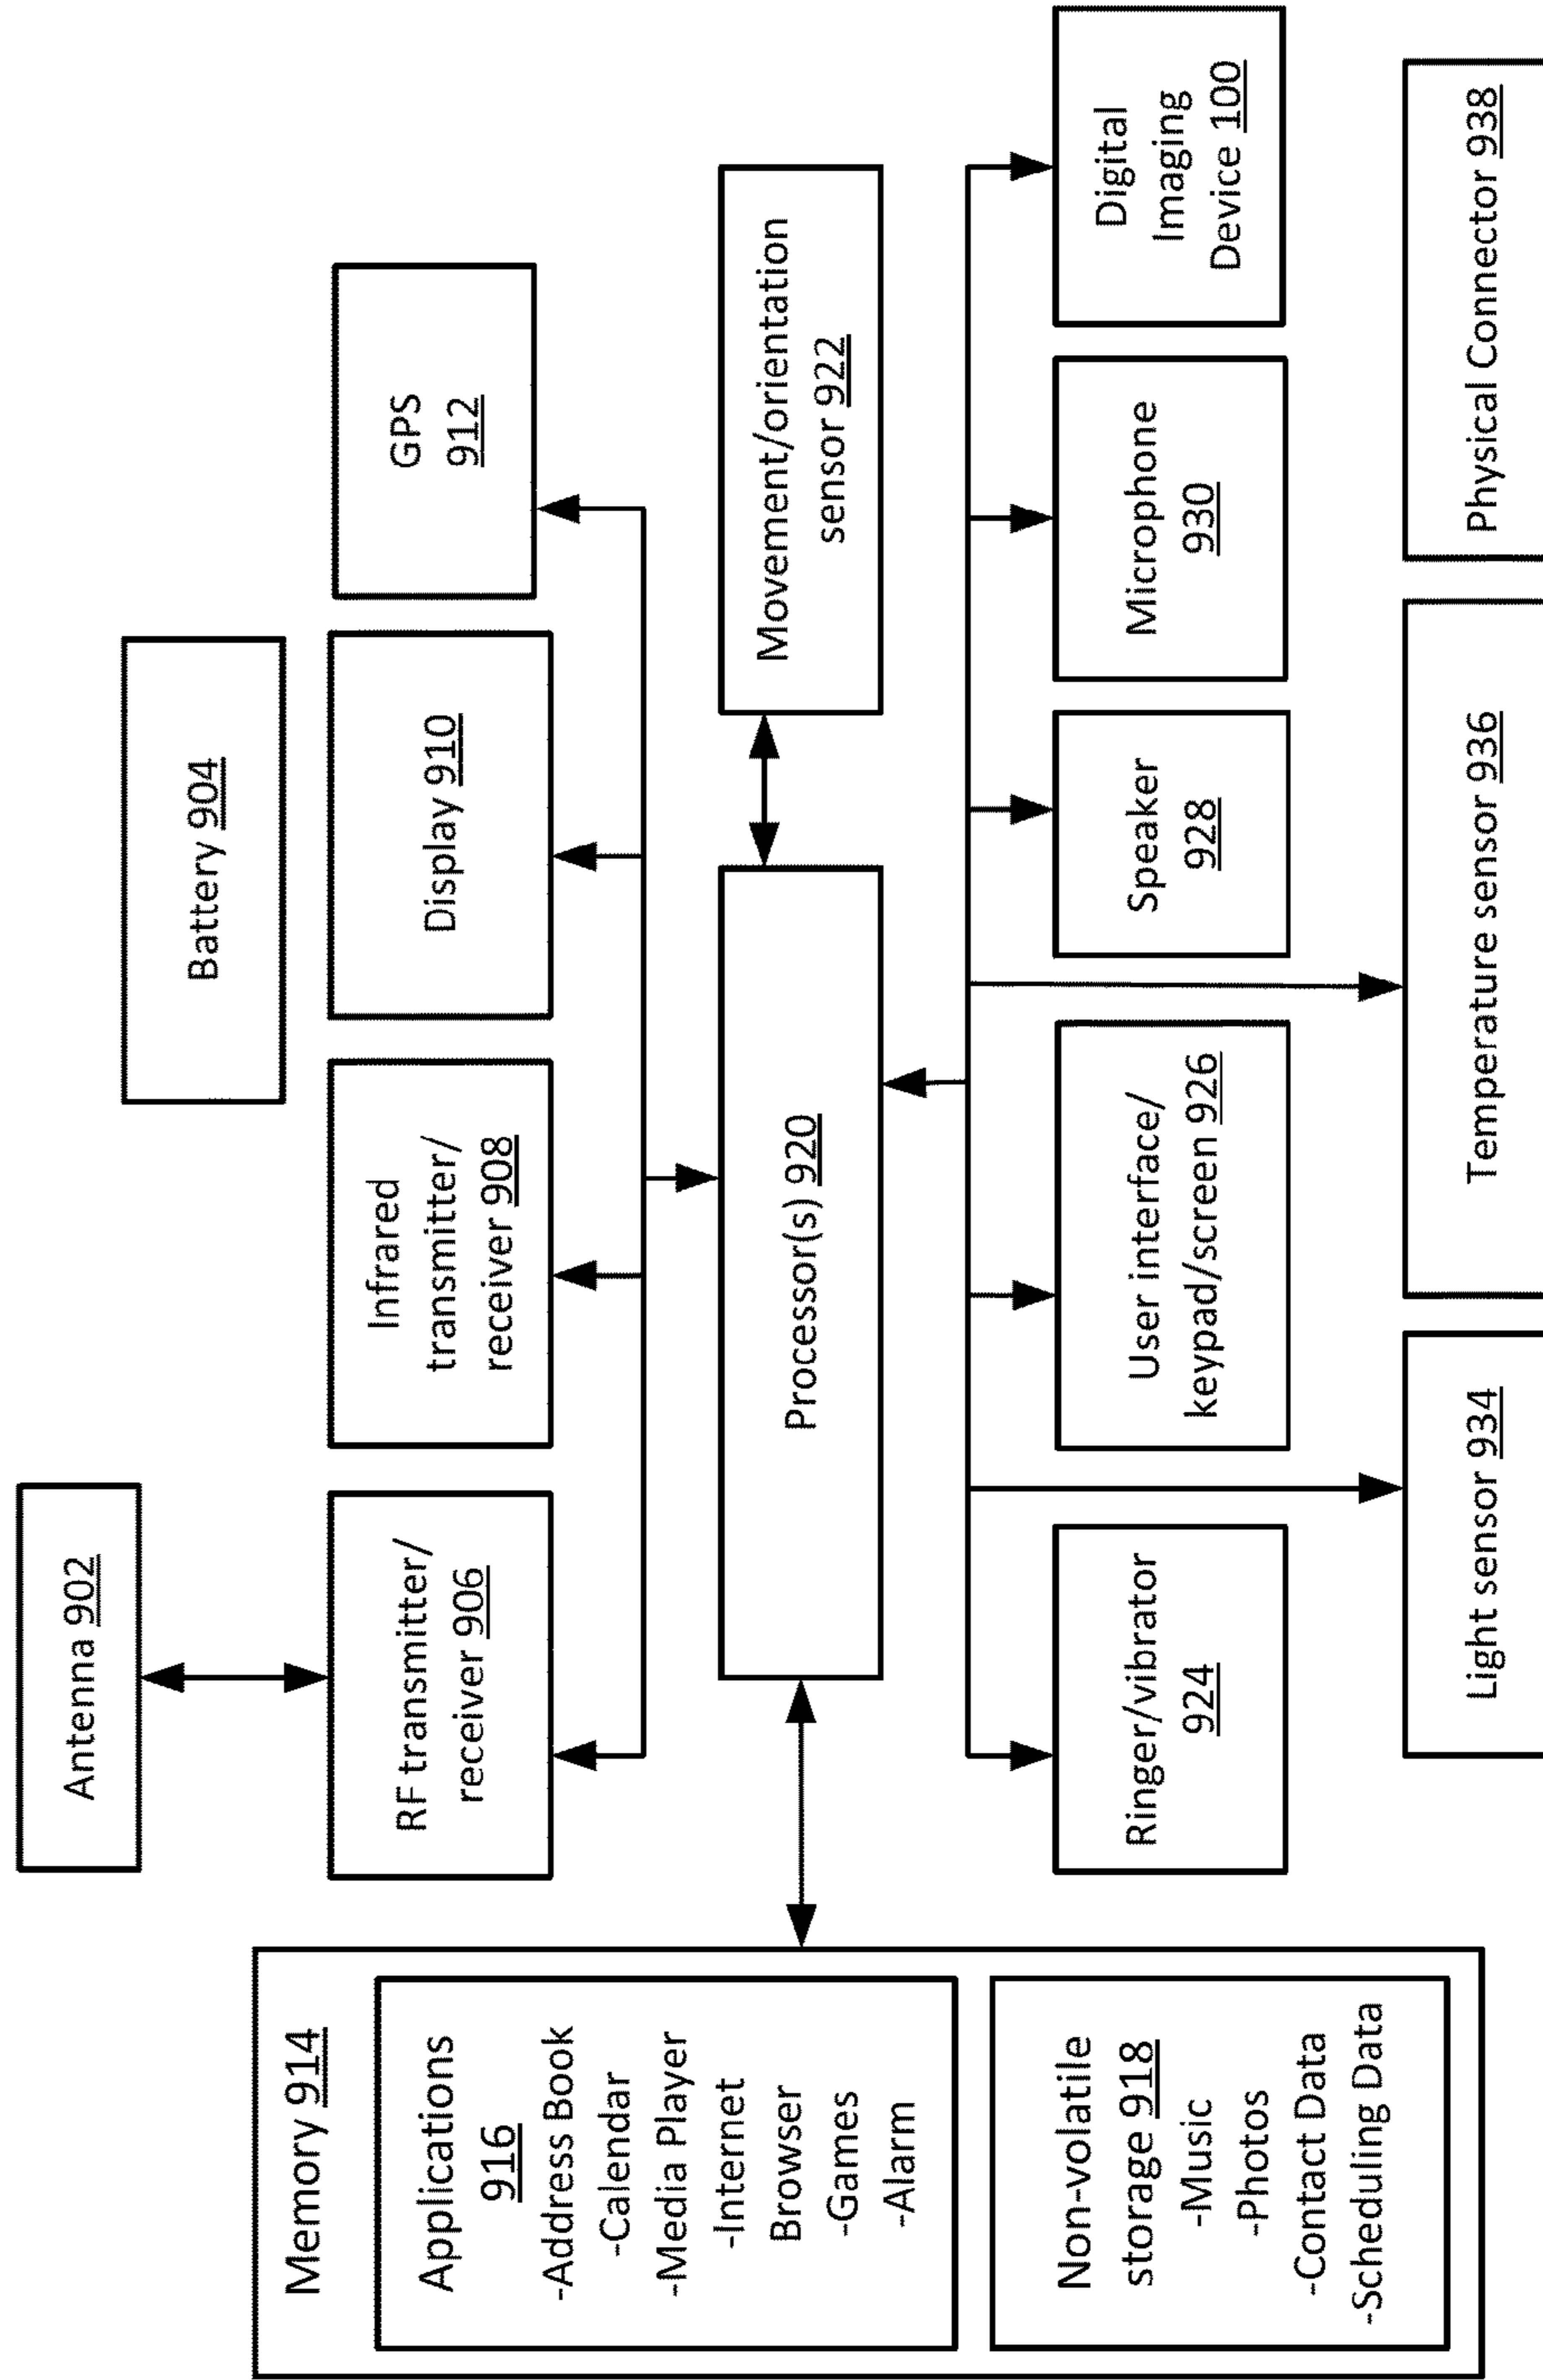 Antenna 902
Battery 904
RF transmitter/
receiver 906
Infrared
transmitter/
receiver 908
Display 910
GPS
912
Memory 914
Applications
916
-Address Book
-Calendar
-Media Player
-Internet
Browser
-Games
-Alarm
Non-volatile
storage 918
-Music
-Photos
-Contact Data
-Scheduling Data
Processor(s) 920
Movement/orientation
sensor 922
Ringer/vibrator
924
User interface/
keypad/screen 926
Speaker
928
Microphone
930
Digital
Imaging
Device 100
Light sensor 934
Temperature sensor 936
Physical Connector 938